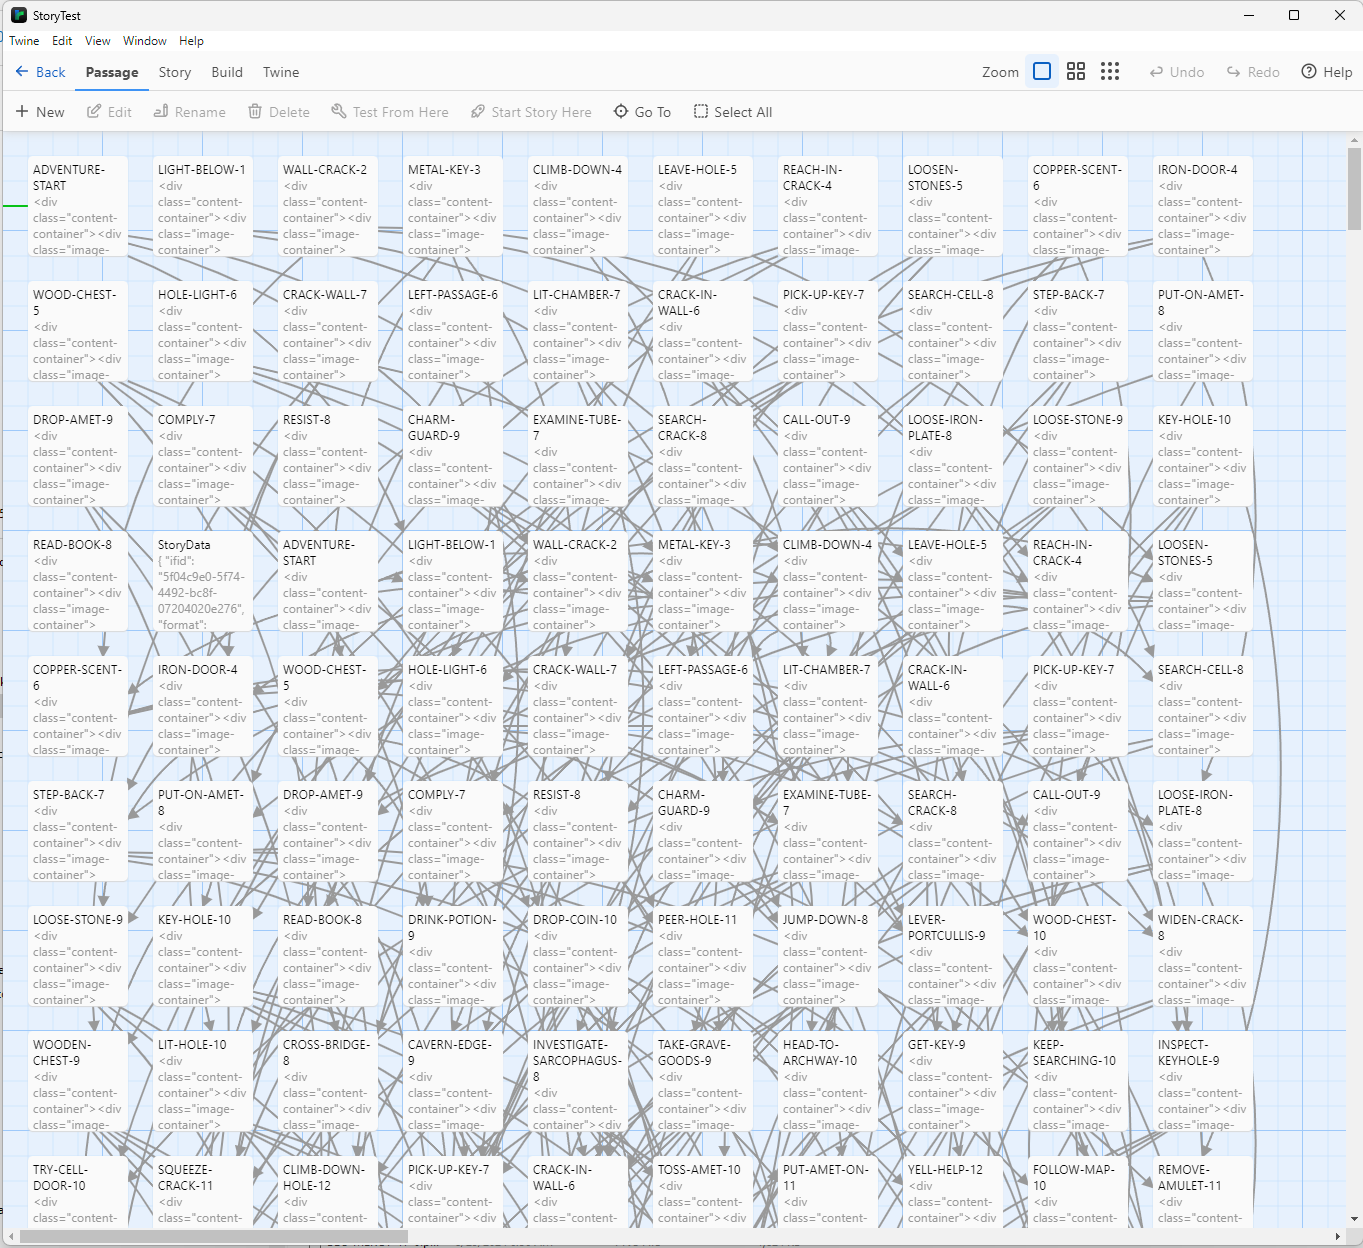 StoryTest
Twine Edit View Window Help
Back Passage Story Build Twine Zoom Undo Redo Help
New Edit Rename Delete Test From Here Start Story Here Go To Select All
ADVENTURE- LIGHT-BELOW-1 WALL-CRACK-2 METAL-KEY-3 CLIMB-DOWN-4 LEAVE-HOLE-5 REACH-IN- LOOSEN- COPPER-SCENT- IRON-DOOR-4
START <div <div <div <div <div CRACK-4 STONES-5 6 <div
<div class="content- class="content- class="content- class="content- class="content- <div <div <div class="content-
class="content- container"><div container"><div container"><div container"><div container"><div class="content- class="content- class="content- container"><div
container"><div class="image- class="image- class="image- class="image- class="image- container"><div container"><div container"><div class="image-
class="image- container"> container"> container"> container"> container"> class="image- class="image- class="image- container">
WOOD-CHEST- HOLE-LIGHT-6 CRACK-WALL-7 LEFT-PASSAGE-6 LIT-CHAMBER-7 CRACK-IN- PICK-UP-KEY-7 SEARCH-CELL-8 STEP-BACK-7 PUT-ON-AMET-
5 <div <div <div <div WALL-6 <div <div <div 8
<div class="content- class="content- class="content- class="content- <div class="content- class="content- class="content- <div
class="content- container"><div container"><div container"><div container"><div class="content- container"><div container"><div container"><div class="content-
container"><div class="image- class="image- class="image- class="image- container"><div class="image- class="image- class="image- container"><div
class="image- container"> container"> container"> container"> class="image- container"> container"> container"> class="image-
DROP-AMET-9 COMPLY-7 RESIST-8 CHARM- EXAMINE-TUBE- SEARCH- CALL-OUT-9 LOOSE-IRON- LOOSE-STONE-9 KEY-HOLE-10
<div <div <div GUARD-9 7 CRACK-8 <div PLATE-8 <div <div
class="content- class="content- class="content- <div <div <div class="content- <div class="content- class="content-
container"><div container"><div container"><div class="content- class="content- class="content- container"><div class="content- container"><div container"><div
class="image- class="image- class="image- container"><div container"><div container"><div class="image- container"><div class="image- class="image-
container"> container"> container"> class="image- class="image- class="image- container"> class="image- container"> container">
READ-BOOK-8 StoryData ADVENTURE- LIGHT-BELOW-1 WALL-CRACK-2 METAL-KEY-3 CLIMB-DOWN-4 LEAVE-HOLE-5 REACH-IN- LOOSEN-
<div { "ifid": START <div <div <div <div <div CRACK-4 STONES-5
class="content- "5f04c9e0-5f74- <div class="content- class="content- class="content- class="content- class="content- <div <div
container"><div 4492-bc8f- class="content- container"><div container"><div container"><div container"><div container"><div class="content- class="content-
class="image- 07204020e276", container"><div class="image- class="image- class="image- class="image- class="image- container"><div container"><div
container"> "format": class="image- container"> container"> container"> container"> container"> class="image- class="image-
COPPER-SCENT- IRON-DOOR-4 WOOD-CHEST- HOLE-LIGHT-6 CRACK-WALL-7 LEFT-PASSAGE-6 LIT-CHAMBER-7 CRACK-IN- PICK-UP-KEY-7 SEARCH-CELL-8
6 <div 5 <div <div <div <div WALL-6 <div <div
<div class="content- <div class="content- class="content- class="content- class="content- <div class="content- class="content-
class="content- container"><div class="content- container"><div container"><div container"><div container"><div class="content- container"><div container"><div
container"><div class="image- container"><div class="image- class="image- class="image- class="image- container"><div class="image- class="image-
class="image- container"> class="image- container"> container"> container"> container"> class="image- container"> container">
STEP-BACK-7 PUT-ON-AMET- DROP-AMET-9 COMPLY-7 RESIST-8 CHARM- EXAMINE-TUBE- SEARCH- CALL-OUT-9 LOOSE-IRON-
<div 8 <div <div <div GUARD-9 7 CRACK-8 <div PLATE-8
class="content- <div class="content- class="content- class="content- <div <div <div class="content- <div
container"><div class="content- container"><div container"><div container"><div class="content- class="content- class="content- container"><div class="content-
class="image- container"><div class="image- class="image- class="image- container"><div container"><div container"><div class="image- container"><div
container"> class="image- container"> container"> container"> class="image- class="image- class="image- container"> class="image-
LOOSE-STONE-9 KEY-HOLE-10 READ-BOOK-8 DRINK-POTION- DROP-COIN-10 PEER-HOLE-11 JUMP-DOWN-8 LEVER- WOOD-CHEST- WIDEN-CRACK-
<div <div <div 9 <div <div <div PORTCULLIS-9 10 8
class="content- class="content- class="content- <div class="content- class="content- class="content- <div <div <div
container"><div container"><div container"><div class="content- container"><div container"><div container"><div class="content- class="content- class="content-
class="image- class="image- class="image- container"><div class="image- class="image- class="image- container"><div container"><div container"><div
container"> container"> container"> class="image- container"> container"> container"> class="image- class="image- class="image-
WOODEN- LIT-HOLE-10 CROSS-BRIDGE- CAVERN-EDGE- INVESTIGATE- TAKE-GRAVE- HEAD-TO- GET-KEY-9 KEEP- INSPECT-
CHEST-9 <div 8 9 SARCOPHAGUS- GOODS-9 ARCHWAY-10 <div SEARCHING-10 KEYHOLE-9
<div class="content- <div <div 8 <div <div class="content- <div <div
class="content- container"><div class="content- class="content- <div class="content- class="content- container"><div class="content- class="content-
container"><div class="image- container"><div container"><div class="content- container"><div container"><div class="image- container"><div container"><div
class="image- container"> class="image- class="image- container"><div class="image- class="image- container"> class="image- class="image-
TRY-CELL- SQUEEZE- CLIMB-DOWN- PICK-UP-KEY-7 CRACK-IN- TOSS-AMET-10 PUT-AMET-ON- YELL-HELP-12 FOLLOW-MAP- REMOVE-
DOOR-10 CRACK-11 HOLE-12 <div WALL-6 <div 11 <div 10 AMULET-11
<div <div <div class="content- <div class="content- <div class="content- <div <div
class="content- class="content- class="content- container"><div class="content- container"><div class="content- container"><div class="content- class="content-